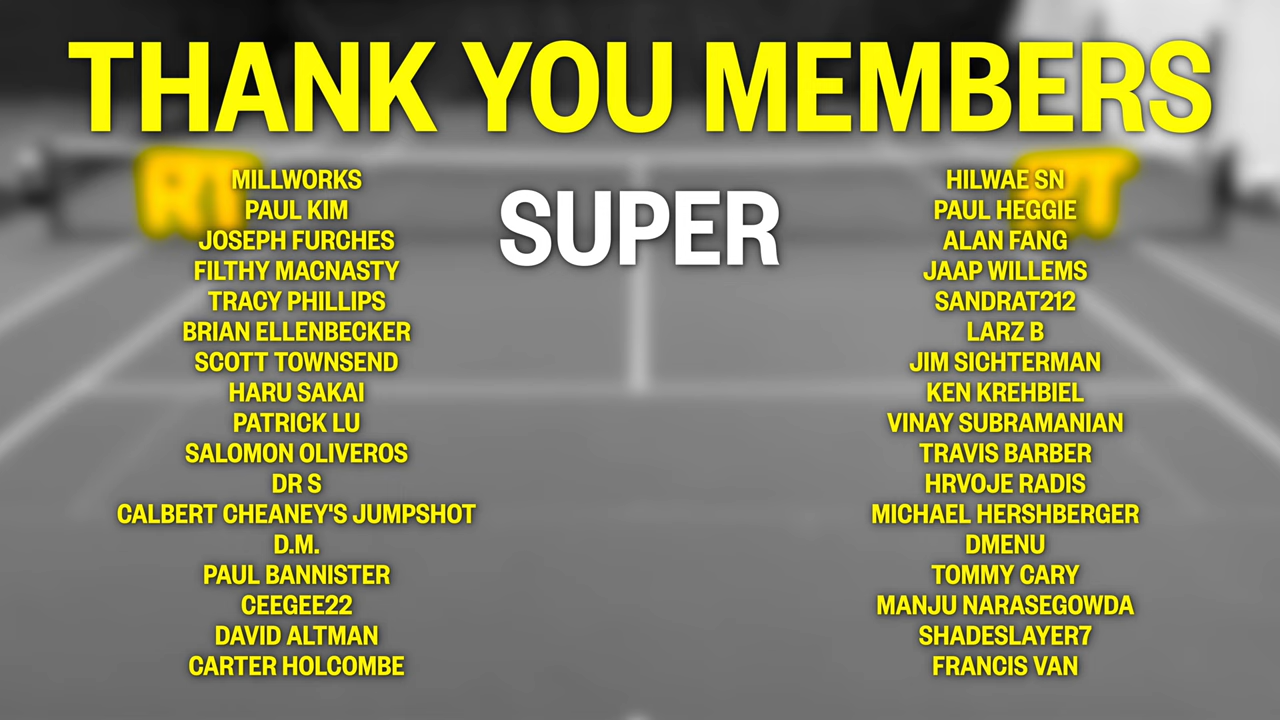 THANK YOU MEMBERS
SUPER
MILLWORKS
PAUL KIM
JOSEPH FURCHES
FILTHY MACNASTY
TRACY PHILLIPS
BRIAN ELLENBECKER
SCOTT TOWNSEND
HARU SAKAI
PATRICK LU
SALOMON OLIVEROS
DR S
CALBERT CHEANEY'S JUMPSHOT
D.M.
PAUL BANNISTER
CEEGEE22
DAVID ALTMAN
CARTER HOLCOMBE
HILWAE SN
PAUL HEGGIE
ALAN FANG
JAAP WILLEMS
SANDRAT212
LARZ B
JIM SICHTERMAN
KEN KREHBIEL
VINAY SUBRAMANIAN
TRAVIS BARBER
HRVOJE RADIS
MICHAEL HERSHBERGER
DMENU
TOMMY CARY
MANJU NARASEGOWDA
SHADESLAYER7
FRANCIS VAN